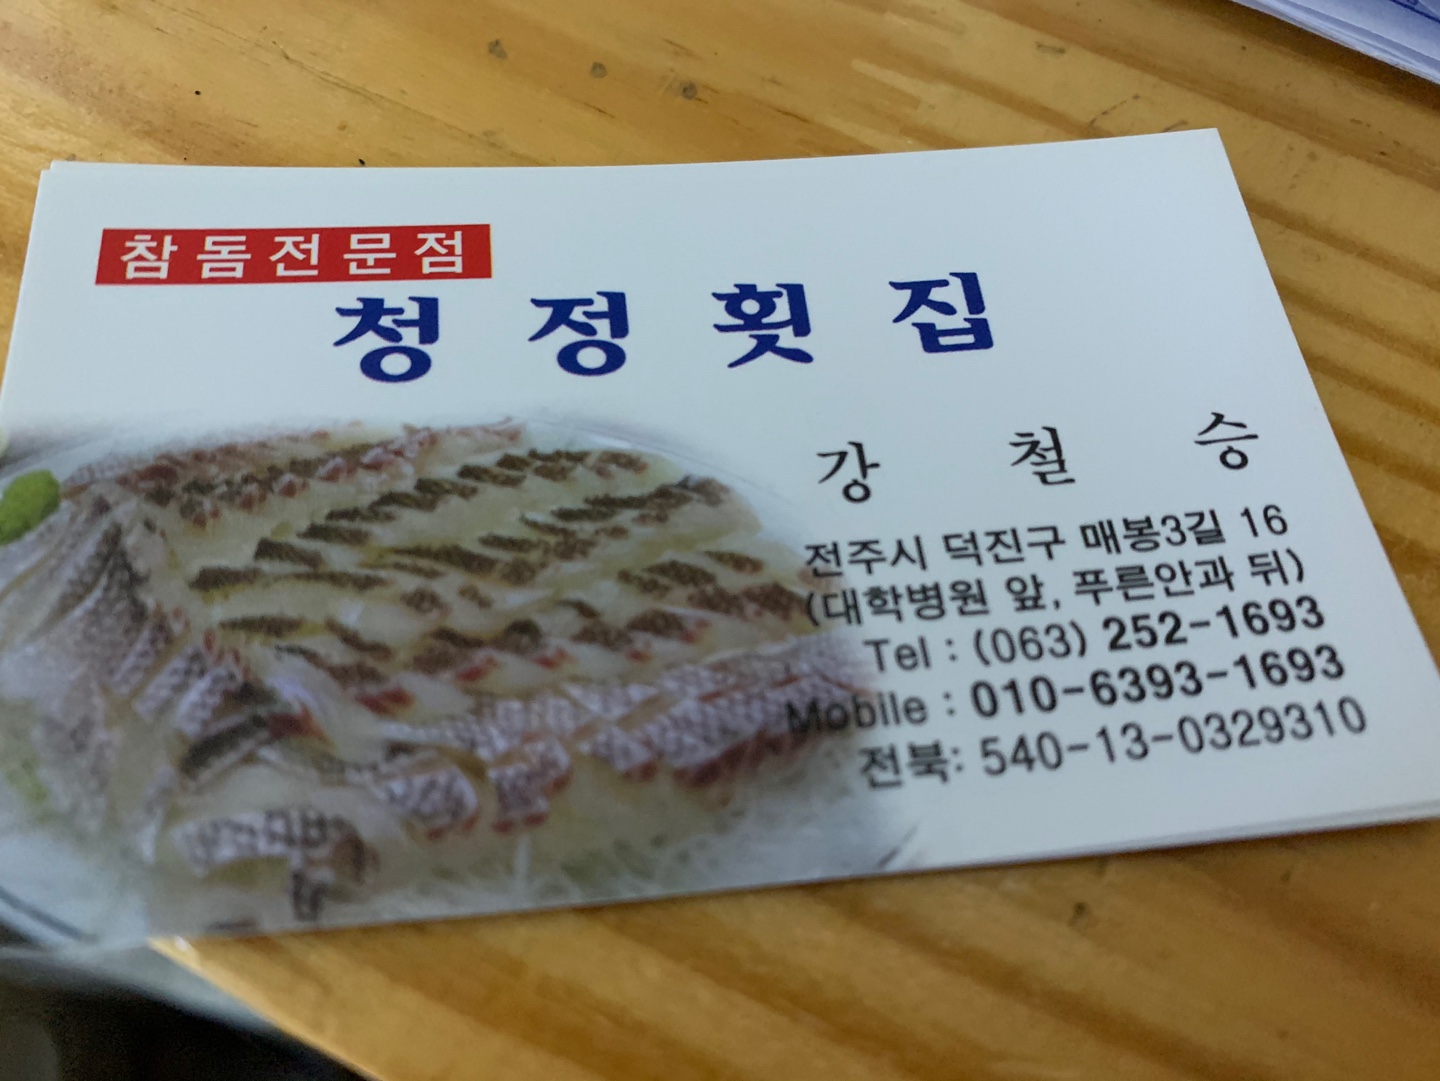 참돔전문점
청정횟집
강철승
전주시 덕진구 매봉3길 16
(대학병원 앞, 푸른안과 뒤)
Tel : (063) 252-1693
Mobile : 010-6393-1693
전북: 540-13-0329310